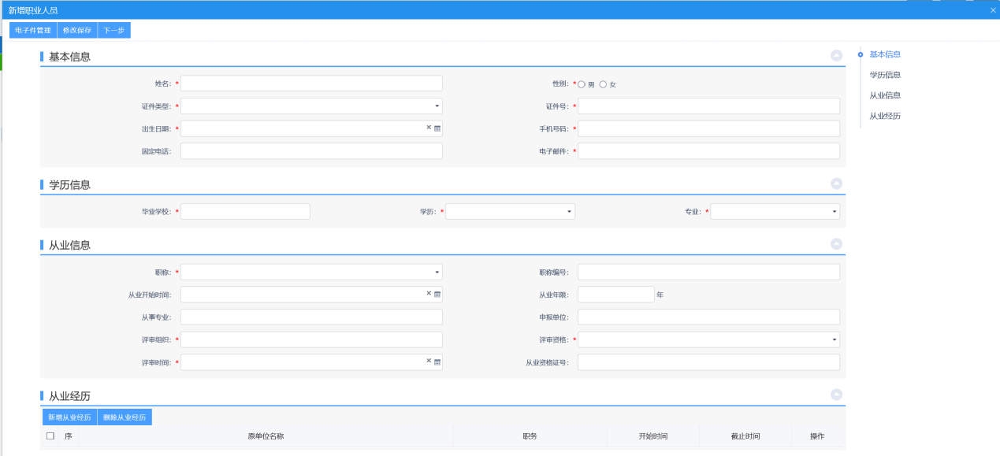 新增职业人员
电子件管理 修改保存 下一步
基本信息
姓名： * 性别： * 男 女
证件类型： * 证件号： *
出生日期： * 手机号码： *
固定电话： 电子邮件： *
学历信息
毕业学校： * 学历： * 专业： *
从业信息
职称： * 职称编号：
从业开始时间： 从业年限： 年
从事专业： 申报单位：
评审组织： * 评审资格： *
评审时间： * 从业资格证号：
从业经历
新增从业经历 删除从业经历
序 原单位名称 职务 开始时间 截止时间 操作
基本信息
学历信息
从业信息
从业经历